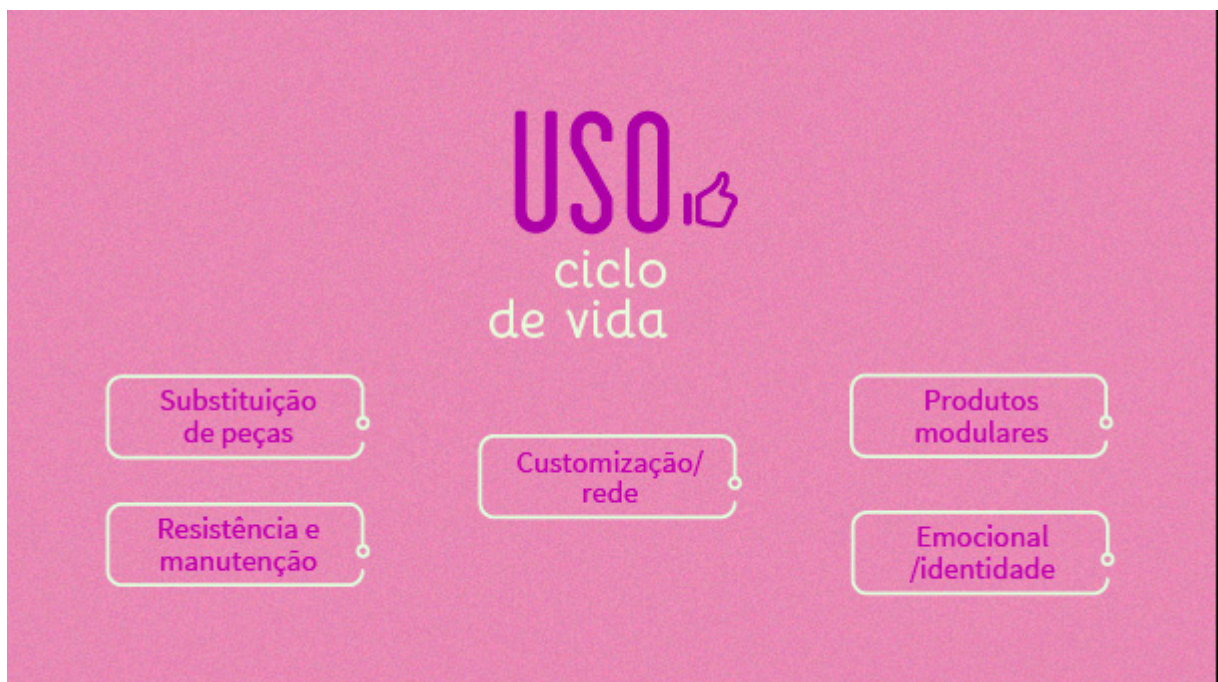 USO
ciclo
de vida
Substituição
de peças
Resistência e
manutenção
Customização/
rede
Produtos
modulares
Emocional
/identidade